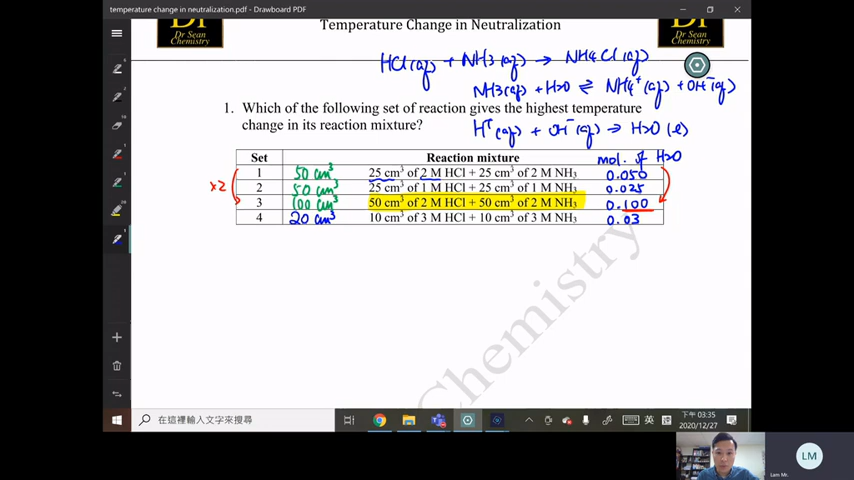 temperature change in neutralization.pdf - Drawboard PDF
Dr
Dr Sean
Chemistry
Temperature Change in Neutralization
Dr
Dr Sean
Chemistry
HCl(aq) + NH3(aq) → NH4Cl(aq)
NH3(aq) + H2O ⇌ NH4⁺(aq) + OH⁻(aq)
1. Which of the following set of reaction gives the highest temperature
change in its reaction mixture?
H⁺(aq) + OH⁻(aq) → H2O(l)
Set Reaction mixture mol. of H2O
1 50 cm³ 25 cm³ of 2 M HCl + 25 cm³ of 2 M NH₃ 0.050
×2
2 50 cm³ 25 cm³ of 1 M HCl + 25 cm³ of 1 M NH₃ 0.025
3 100 cm³ 50 cm³ of 2 M HCl + 50 cm³ of 2 M NH₃ 0.100
4 20 cm³ 10 cm³ of 3 M HCl + 10 cm³ of 3 M NH₃ 0.03
Chemistry
在這裡輸入文字來搜尋
英
下午 03:35
2020/12/27
Lam Mr.
LM